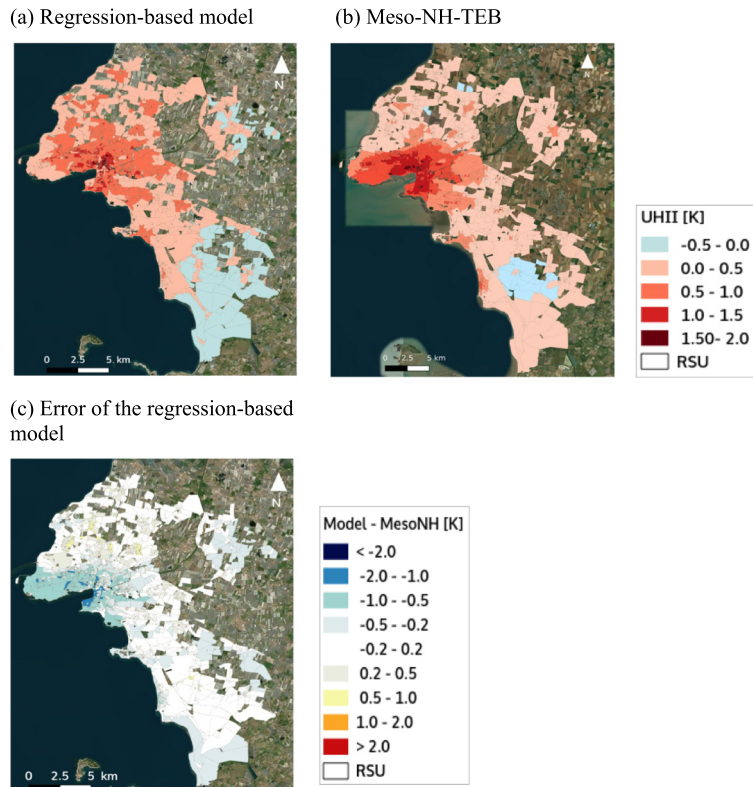 (a) Regression-based model
(b) Meso-NH-TEB
N
0 2.5 5 km
N
0 2.5 5 km
UHII [K]
-0.5 - 0.0
0.0 - 0.5
0.5 - 1.0
1.0 - 1.5
1.50- 2.0
RSU
(c) Error of the regression-based
model
N
0 2.5 5 km
Model - MesoNH [K]
< -2.0
-2.0 - -1.0
-1.0 - -0.5
-0.5 - -0.2
-0.2 - 0.2
0.2 - 0.5
0.5 - 1.0
1.0 - 2.0
> 2.0
RSU